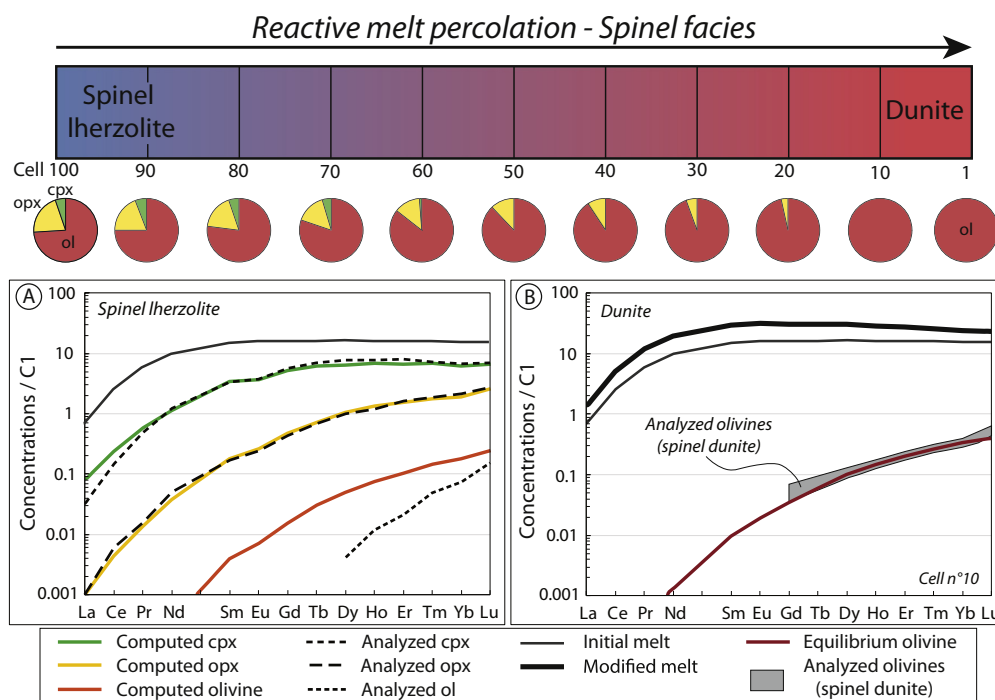 Reactive melt percolation - Spinel facies
Spinel
lherzolite
Dunite
Cell 100 90 80 70 60 50 40 30 20 10 1
cpx
opx
ol
ol
A
Spinel lherzolite
Concentrations / C1
100
10
1
0.1
0.01
0.001
La Ce Pr Nd Sm Eu Gd Tb Dy Ho Er Tm Yb Lu
B
Dunite
Concentrations / C1
100
10
1
0.1
0.01
0.001
Analyzed olivines
(spinel dunite)
Cell n°10
La Ce Pr Nd Sm Eu Gd Tb Dy Ho Er Tm Yb Lu
Computed cpx
Computed opx
Computed olivine
Analyzed cpx
Analyzed opx
Analyzed ol
Initial melt
Modified melt
Equilibrium olivine
Analyzed olivines
(spinel dunite)